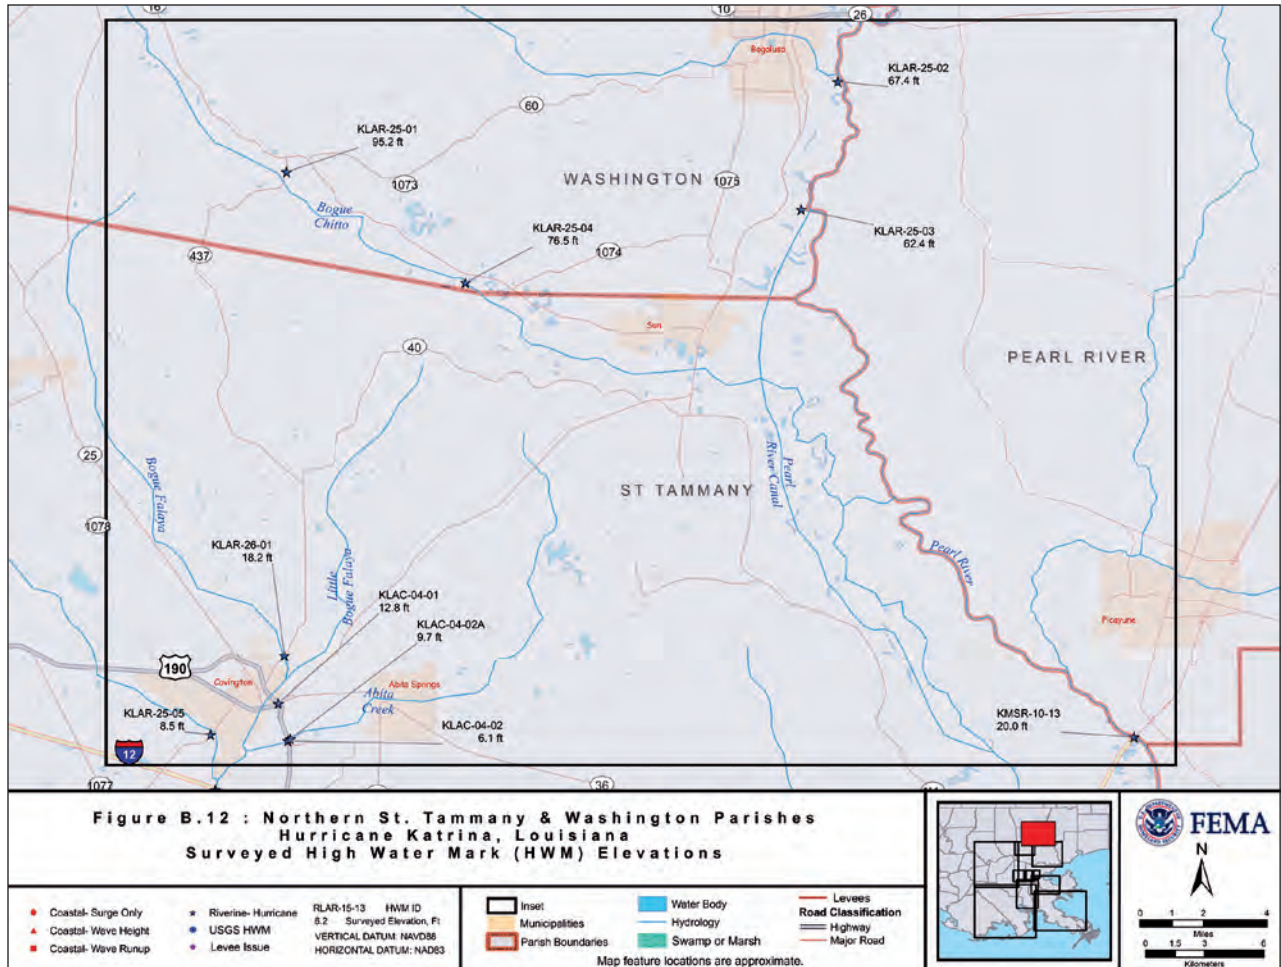 16
10
26
Bogalusa
KLAR-25-02
67.4 ft
60
KLAR-25-01
95.2 ft
1073
WASHINGTON
1075
Bogue
Chitto
KLAR-25-04
76.5 ft
KLAR-25-03
62.4 ft
437
1074
Sun
40
PEARL RIVER
25
Bogue Falaya
Pearl
River Canal
ST TAMMANY
1078
KLAR-26-01
18.2 ft
Little
Bogue Falaya
Pearl River
KLAC-04-01
12.8 ft
KLAC-04-02A
9.7 ft
Picayune
190
Covington
Abita Springs
Abita
Creek
KLAR-25-05
8.5 ft
KLAC-04-02
6.1 ft
KMSR-10-13
20.0 ft
12
1077
36
Figure B.12 : Northern St. Tammany & Washington Parishes
Hurricane Katrina, Louisiana
Surveyed High Water Mark (HWM) Elevations
FEMA
N
Coastal- Surge Only
Coastal- Wave Height
Coastal- Wave Runup
Riverine- Hurricane
USGS HWM
Levee Issue
RLAR-15-13 HWM ID
8.2 Surveyed Elevation, Ft
VERTICAL DATUM: NAVD88
HORIZONTAL DATUM: NAD83
Inset
Municipalities
Parish Boundaries
Water Body
Hydrology
Swamp or Marsh
Levees
Road Classification
Highway
Major Road
Map feature locations are approximate.
0 1 2 4
Miles
0 1.5 3 6
Kilometers